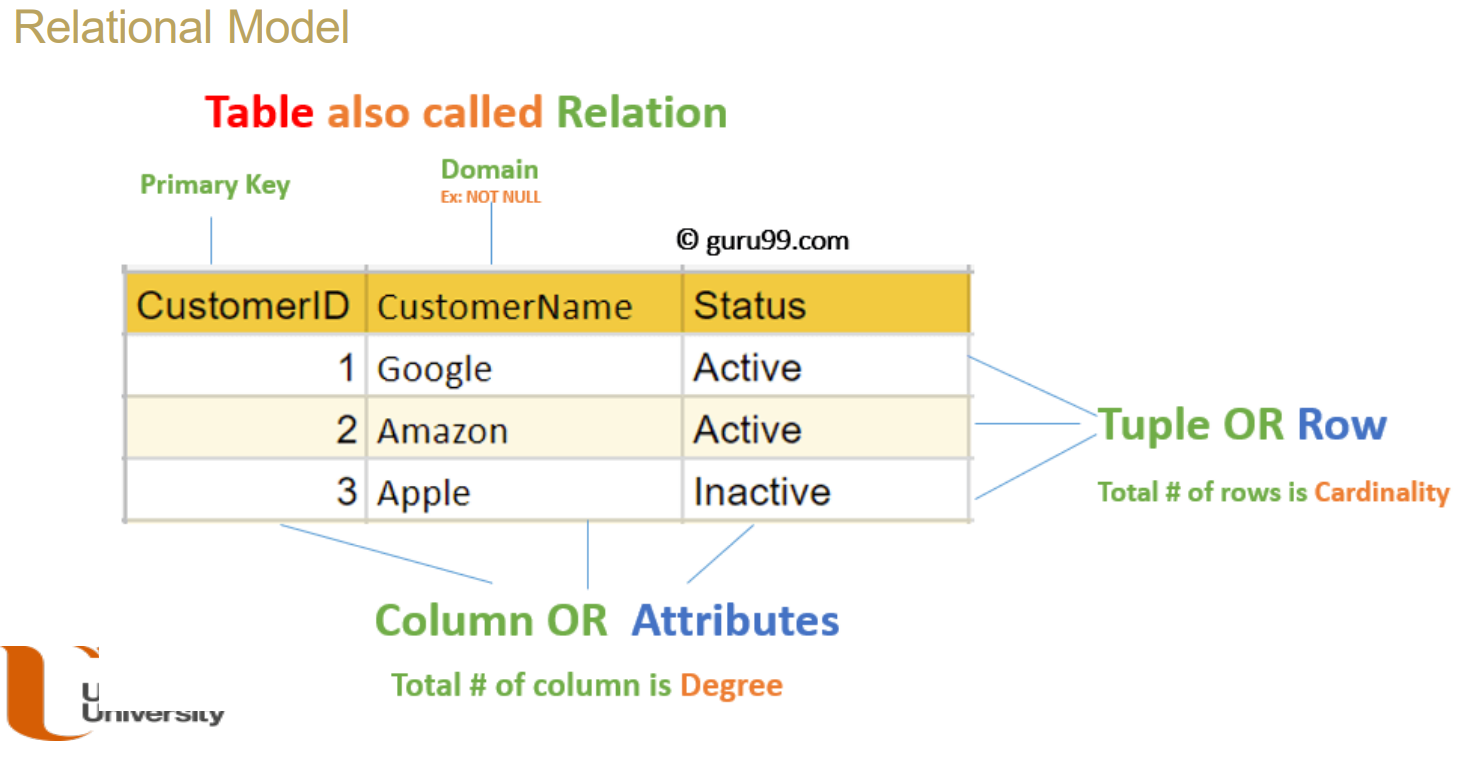 Relational Model
Table also called Relation
Primary Key
Domain
Ex: NOT NULL
© guru99.com
CustomerID CustomerName Status
1 Google Active
2 Amazon Active
3 Apple Inactive
Tuple OR Row
Total # of rows is Cardinality
Column OR Attributes
Total # of column is Degree
University